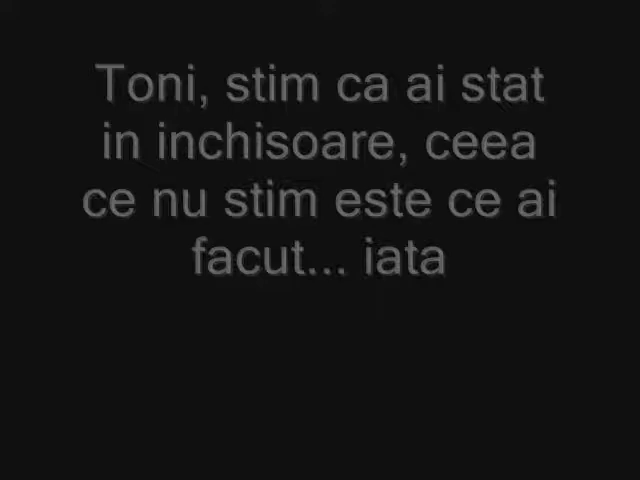 Toni, stim ca ai stat
in inchisoare, ceea
ce nu stim este ce ai
facut... iata